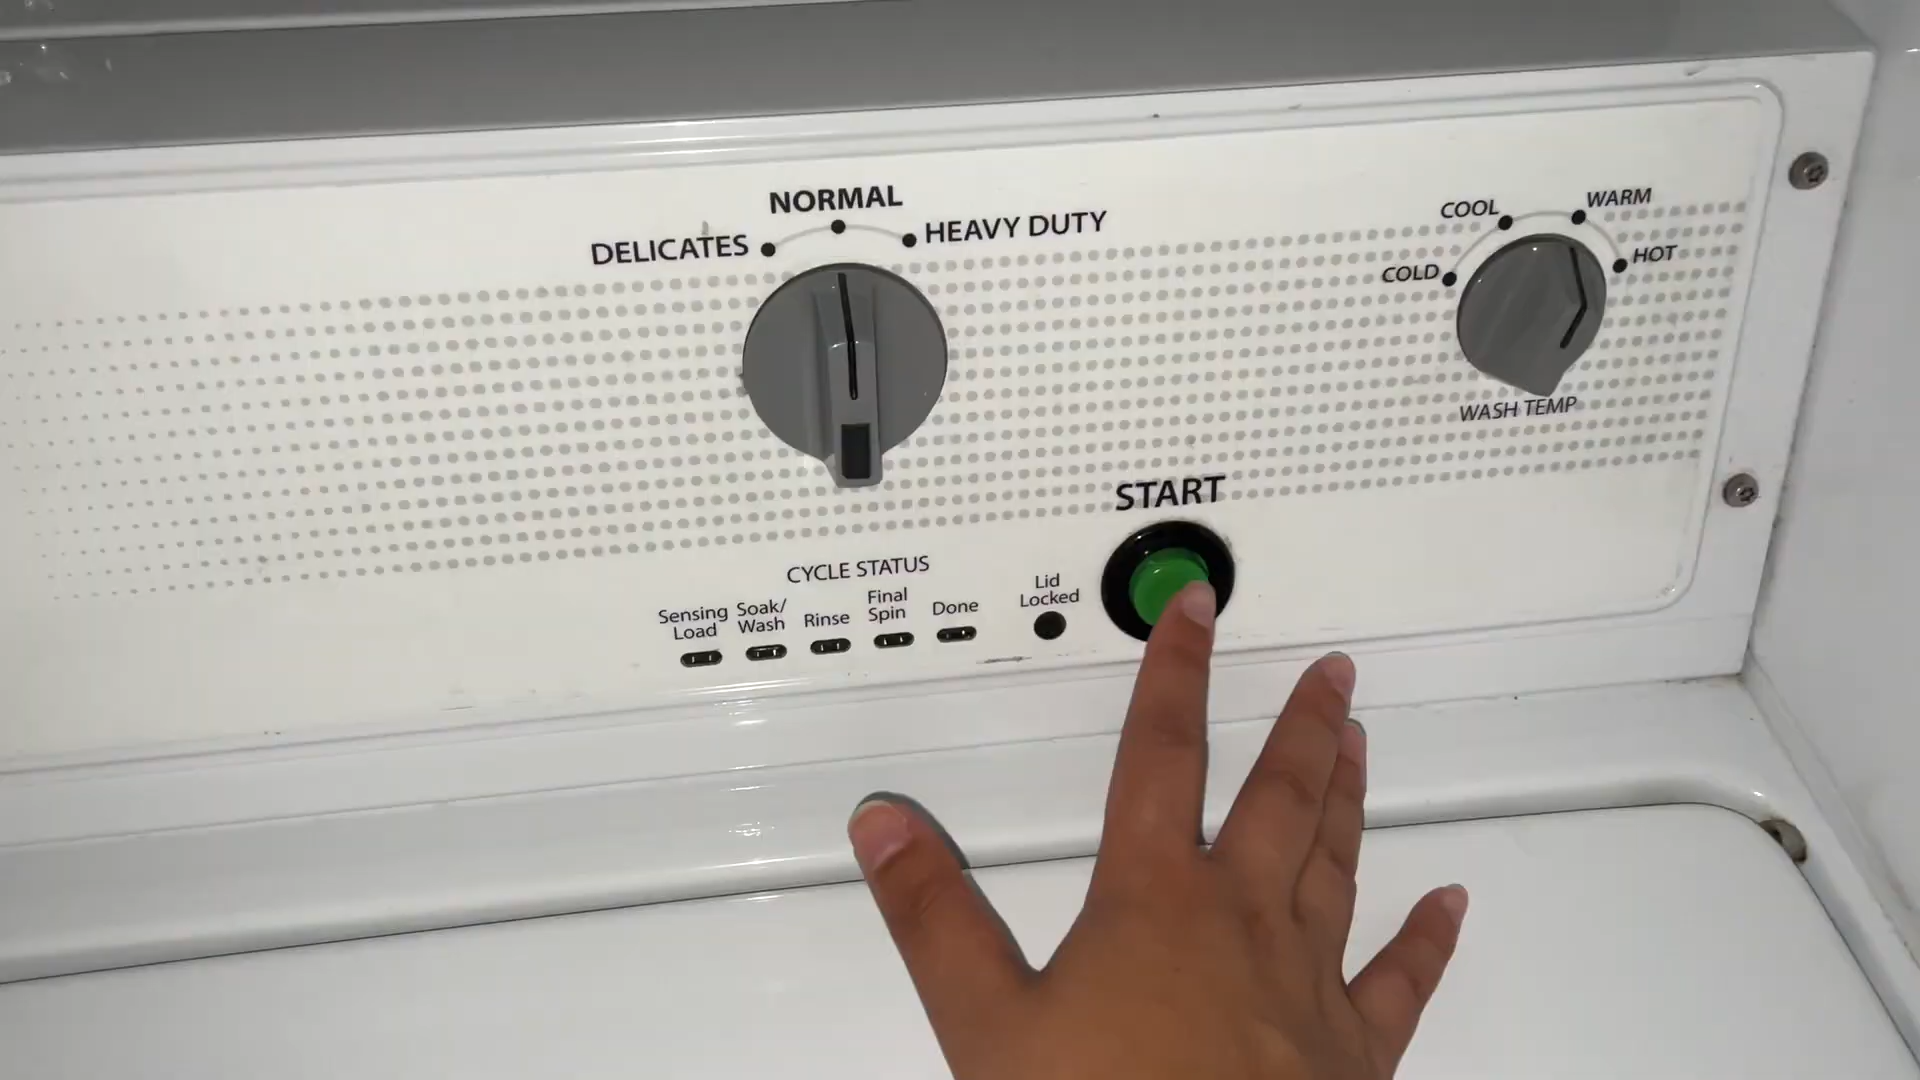 NORMAL
DELICATES
HEAVY DUTY
COOL
WARM
COLD
HOT
WASH TEMP
START
CYCLE STATUS
Sensing
Load
Soak/
Wash
Rinse
Final
Spin
Done
Lid
Locked